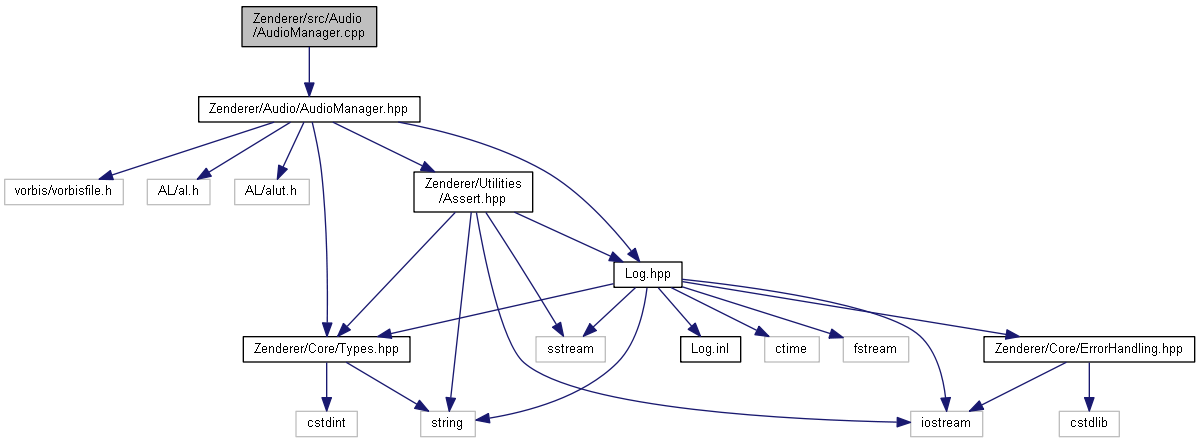 Zenderer/src/Audio
/AudioManager.cpp
Zenderer/Audio/AudioManager.hpp
vorbis/vorbisfile.h
AL/al.h
AL/alut.h
Zenderer/Utilities
/Assert.hpp
Log.hpp
Zenderer/Core/Types.hpp
sstream
Log.inl
ctime
fstream
Zenderer/Core/ErrorHandling.hpp
cstdint
string
iostream
cstdlib